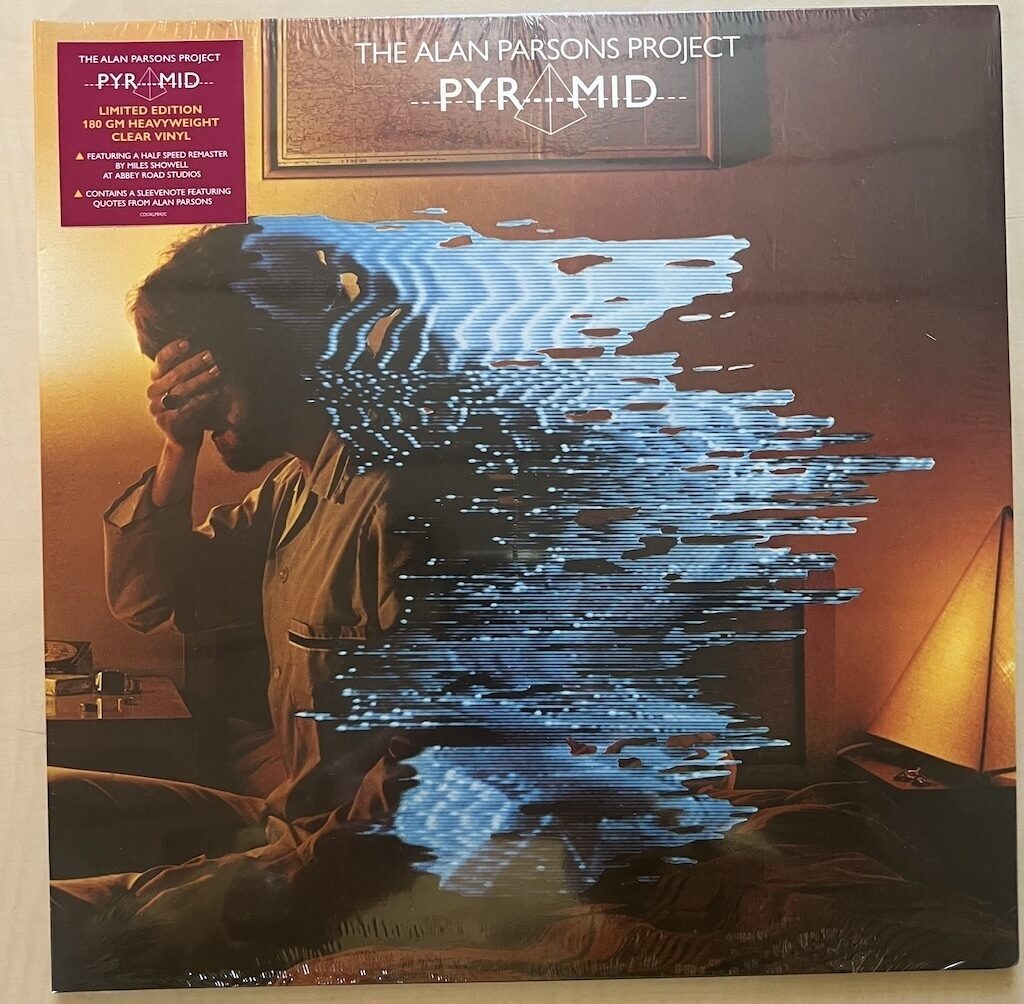 THE ALAN PARSONS PROJECT
PYRAMID
THE ALAN PARSONS PROJECT
PYRAMID
LIMITED EDITION
180 GM HEAVYWEIGHT
CLEAR VINYL
FEATURING A HALF SPEED REMASTER
BY MILES SHOWELL
AT ABBEY ROAD STUDIOS
CONTAINS A SLEEVENOTE FEATURING
QUOTES FROM ALAN PARSONS